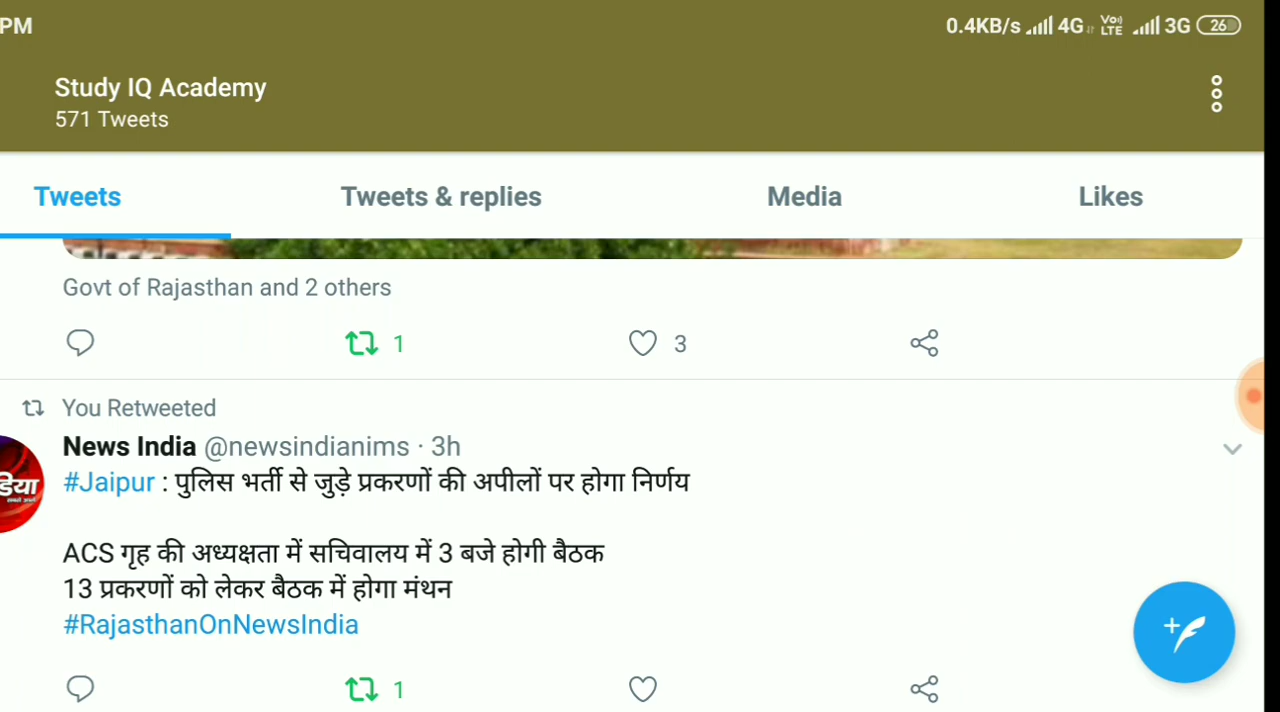 PM 0.4KB/s 4G VoLTE 3G 26
Study IQ Academy
571 Tweets
Tweets Tweets & replies Media Likes
Govt of Rajasthan and 2 others
1 3
You Retweeted
News India @newsindianims · 3h
#Jaipur : पुलिस भर्ती से जुड़े प्रकरणों की अपीलों पर होगा निर्णय
ACS गृह की अध्यक्षता में सचिवालय में 3 बजे होगी बैठक
13 प्रकरणों को लेकर बैठक में होगा मंथन
#RajasthanOnNewsIndia
1